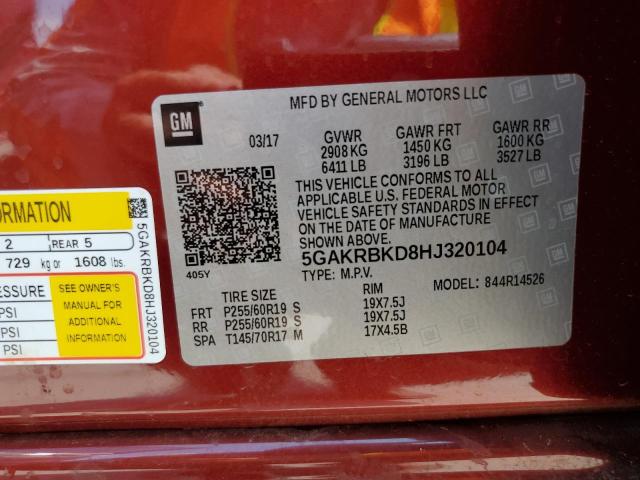 MFD BY GENERAL MOTORS LLC
GM
03/17 GVWR GAWR FRT GAWR RR
2908 KG 1450 KG 1600 KG
6411 LB 3196 LB 3527 LB
THIS VEHICLE CONFORMS TO ALL
APPLICABLE U.S. FEDERAL MOTOR
VEHICLE SAFETY STANDARDS IN EFFECT
ON THE DATE OF MANUFACTURE
SHOWN ABOVE.
405Y
5GAKRBKD8HJ320104
TYPE: M.P.V.
MODEL: 844R14526
TIRE SIZE RIM
FRT P255/60R19 S 19X7.5J
RR P255/60R19 S 19X7.5J
SPA T145/70R17 M 17X4.5B
ORMATION
2 REAR 5
729 kg or 1608 lbs.
ESSURE
PSI
PSI
SEE OWNER'S
MANUAL FOR
ADDITIONAL
INFORMATION
5GAKRBKD8HJ320104